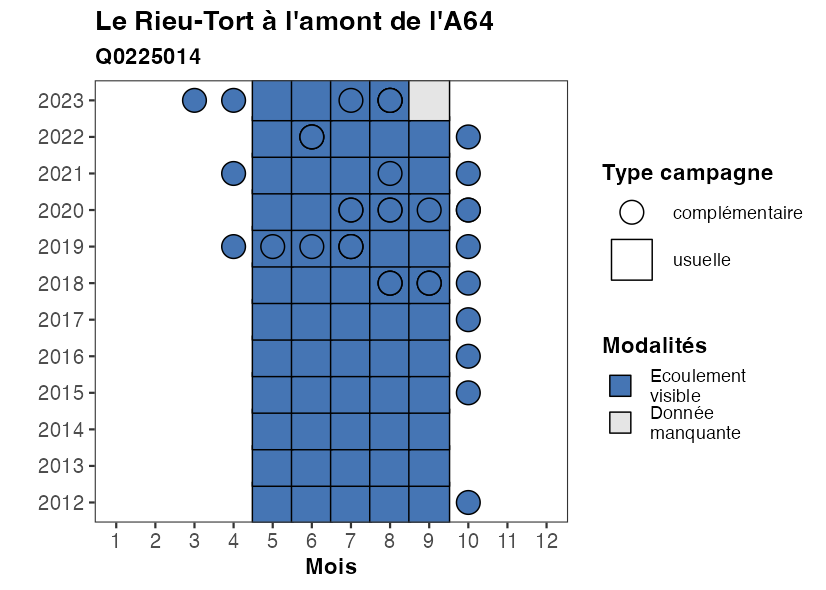 Le Rieu-Tort à l'amont de l'A64
Q0225014
2023
2022
2021
2020
2019
2018
2017
2016
2015
2014
2013
2012
1 2 3 4 5 6 7 8 9 10 11 12
Mois
Type campagne
complémentaire
usuelle
Modalités
Ecoulement
visible
Donnée
manquante